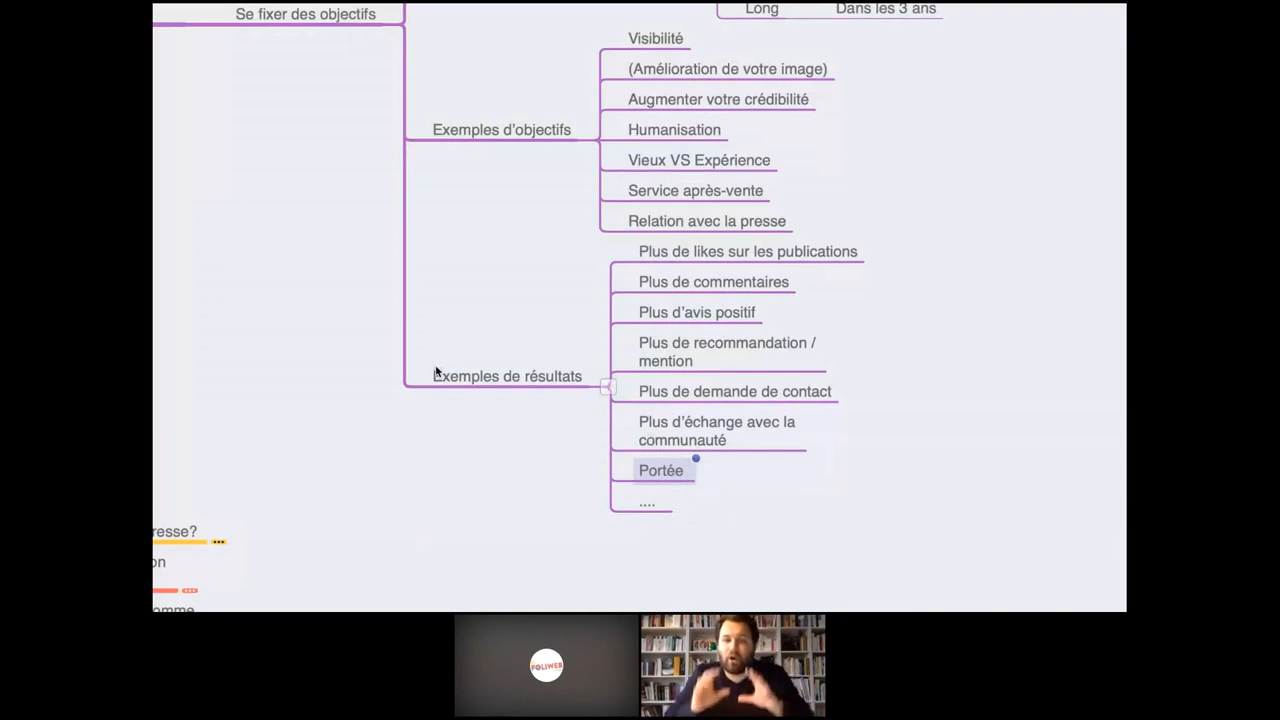 Se fixer des objectifs
Long
Dans les 3 ans
Exemples d'objectifs
Visibilité
(Amélioration de votre image)
Augmenter votre crédibilité
Humanisation
Vieux VS Expérience
Service après-vente
Relation avec la presse
Exemples de résultats
Plus de likes sur les publications
Plus de commentaires
Plus d'avis positif
Plus de recommandation /
mention
Plus de demande de contact
Plus d'échange avec la
communauté
Portée
....
resse?
on
omme
POLIWEB